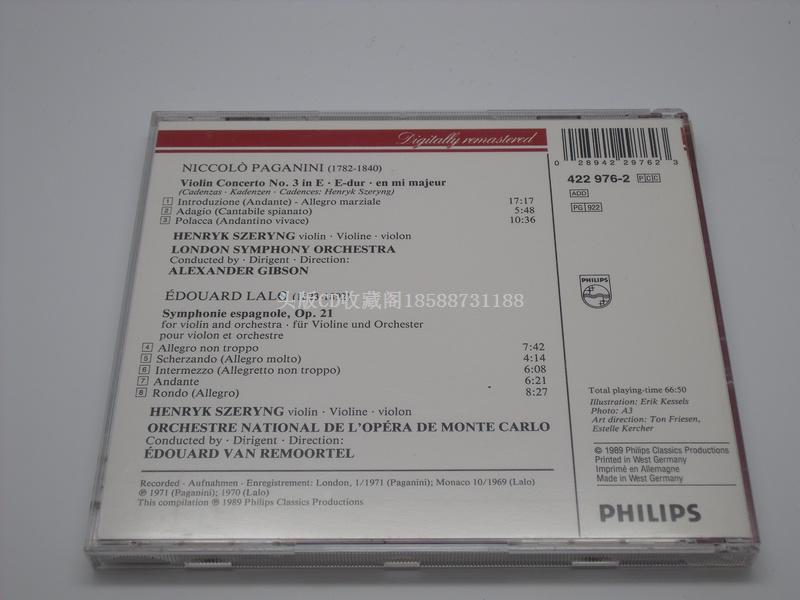 Digitally remastered
NICCOLÒ PAGANINI (1782-1840)
Violin Concerto No. 3 in E · E-dur · en mi majeur
(Cadenzas · Kadenzen · Cadences: Henryk Szeryng)
1 Introduzione (Andante) - Allegro marziale 17:17
2 Adagio (Cantabile spianato) 5:48
3 Polacca (Andantino vivace) 10:36
HENRYK SZERYNG violin · Violine · violon
LONDON SYMPHONY ORCHESTRA
Conducted by · Dirigent · Direction:
ALEXANDER GIBSON
ÉDOUARD LALO
头版CD收藏阁18588731188
Symphonie espagnole, Op. 21
for violin and orchestra · für Violine und Orchester
pour violon et orchestre
4 Allegro non troppo 7:42
5 Scherzando (Allegro molto) 4:14
6 Intermezzo (Allegretto non troppo) 6:08
7 Andante 6:21
8 Rondo (Allegro) 8:27
HENRYK SZERYNG violin · Violine · violon
ORCHESTRE NATIONAL DE L'OPÉRA DE MONTE CARLO
Conducted by · Dirigent · Direction:
ÉDOUARD VAN REMOORTEL
Recorded · Aufnahmen · Enregistrement: London, 1/1971 (Paganini); Monaco 10/1969 (Lalo)
℗ 1971 (Paganini); 1970 (Lalo)
This compilation ℗ 1989 Philips Classics Productions
0 28942 29762 3
422 976-2 PCC
ADD
PG 922
PHILIPS
Total playing-time 66:50
Illustration: Erik Kessels
Photo: A3
Art direction: Ton Friesen,
Estelle Kercher
© 1989 Philips Classics Productions
Printed in West Germany
Imprimé en Allemagne
Made in West Germany
PHILIPS